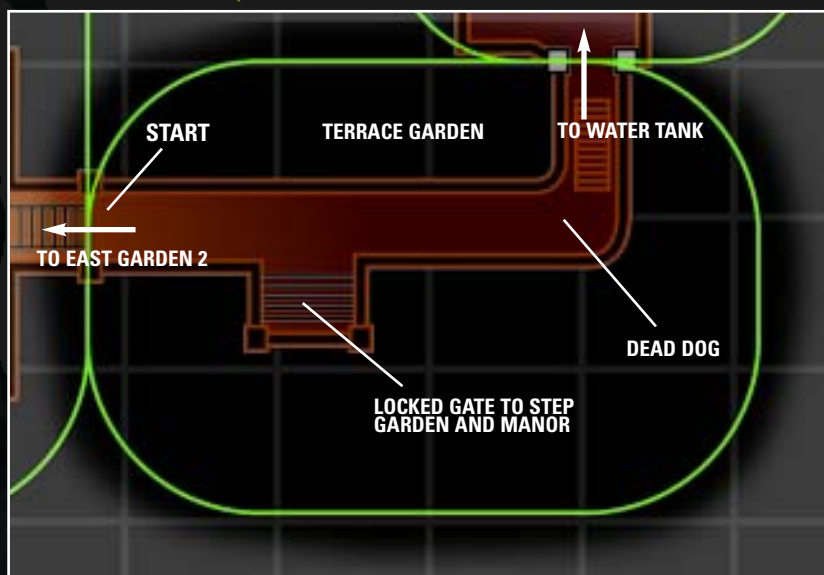 START
TERRACE GARDEN
TO WATER TANK
TO EAST GARDEN 2
DEAD DOG
LOCKED GATE TO STEP
GARDEN AND MANOR